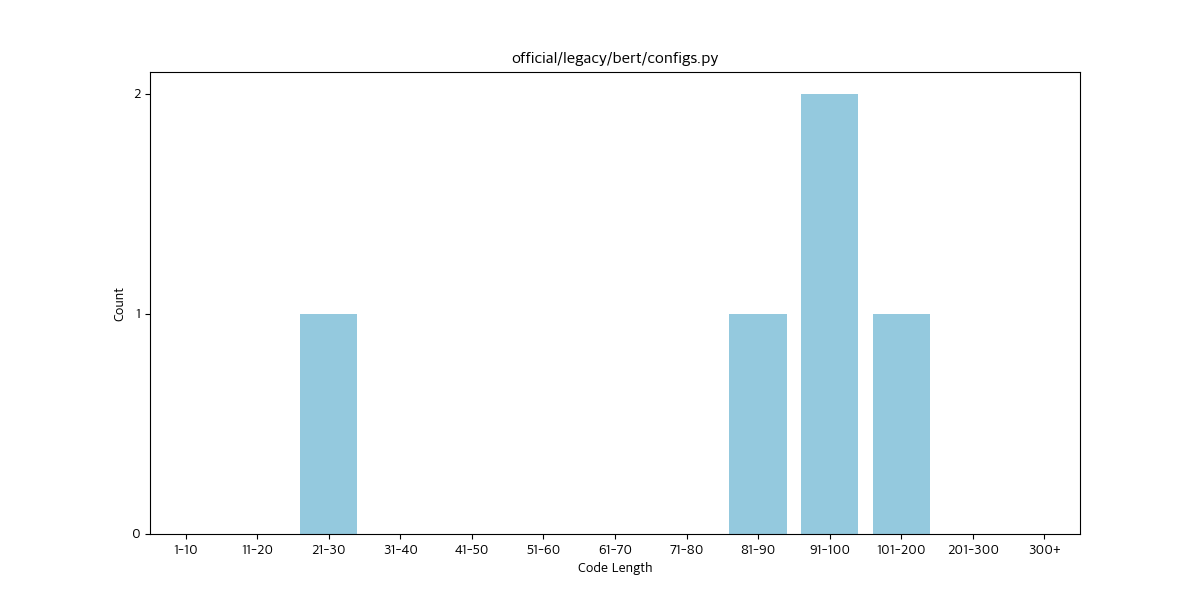 official/legacy/bert/configs.py
Count
2
1
0
1-10 11-20 21-30 31-40 41-50 51-60 61-70 71-80 81-90 91-100 101-200 201-300 300+
Code Length